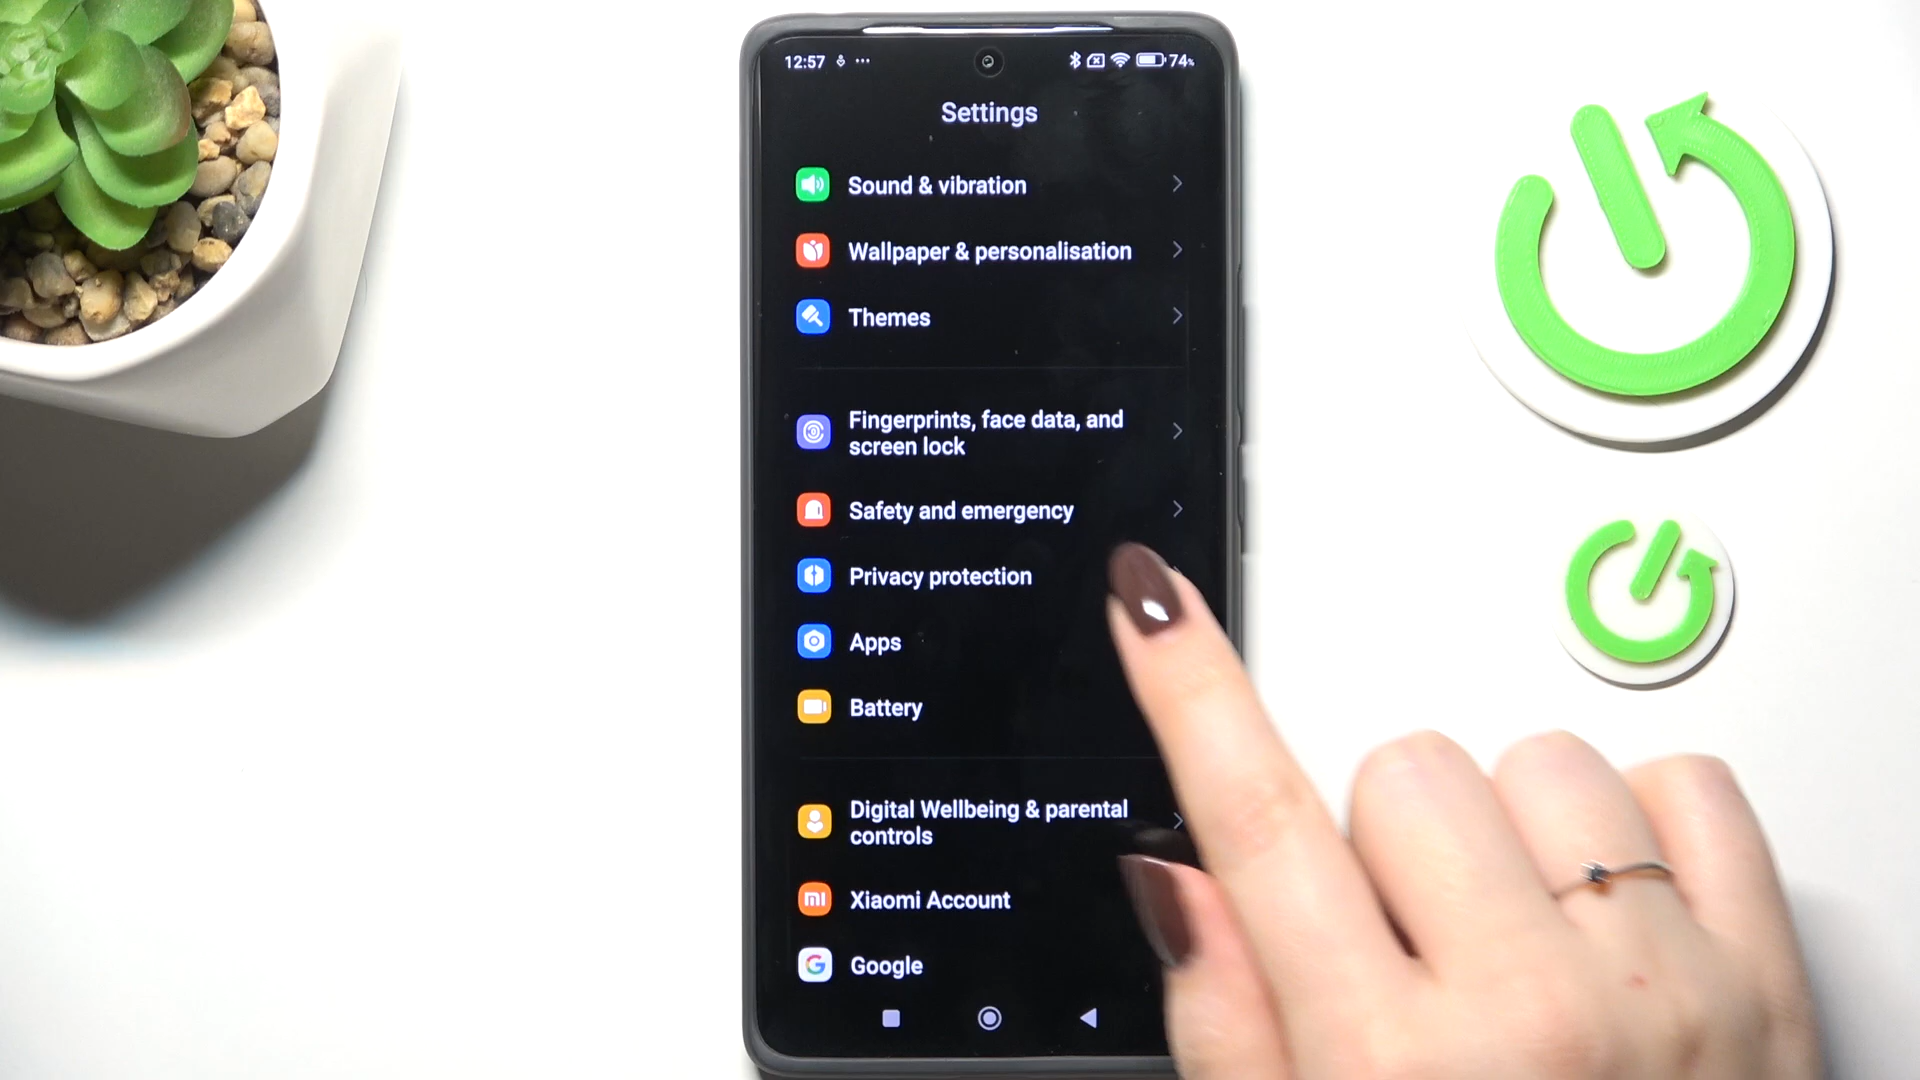 12:57
74%
Settings
Sound & vibration
Wallpaper & personalisation
Themes
Fingerprints, face data, and
screen lock
Safety and emergency
Privacy protection
Apps
Battery
Digital Wellbeing & parental
controls
Xiaomi Account
Google